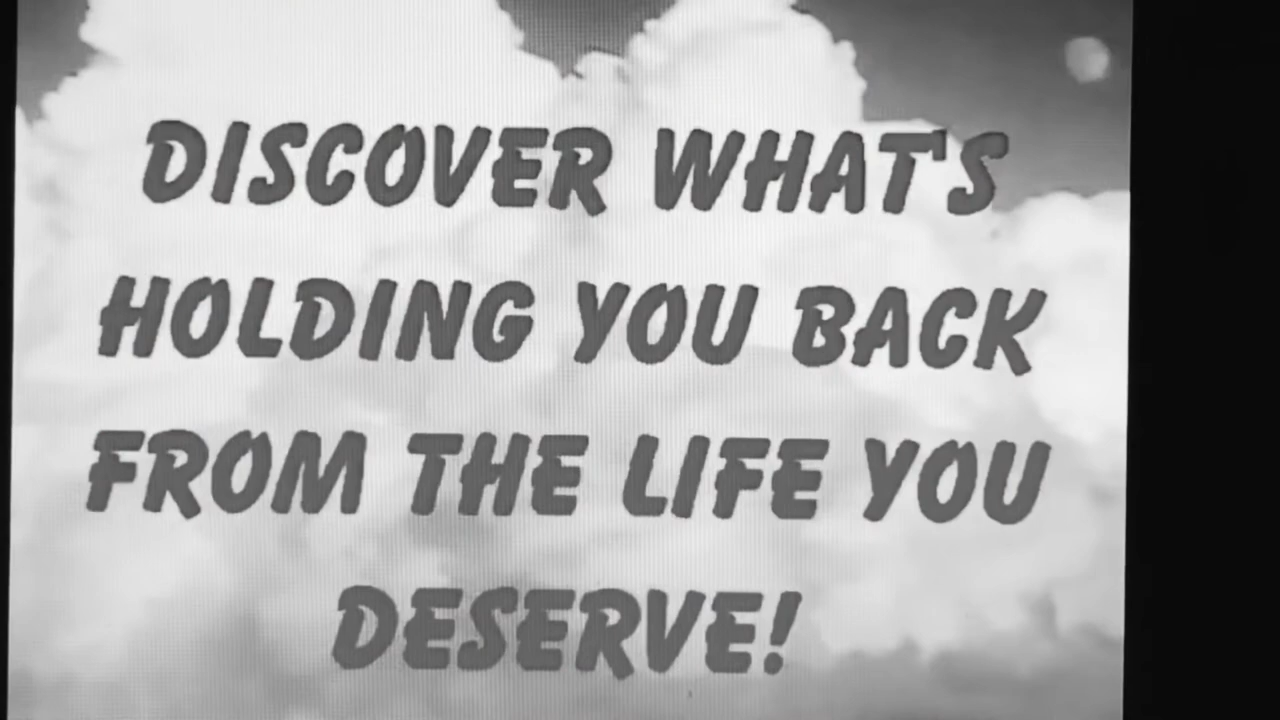 DISCOVER WHAT'S
HOLDING YOU BACK
FROM THE LIFE YOU
DESERVE!